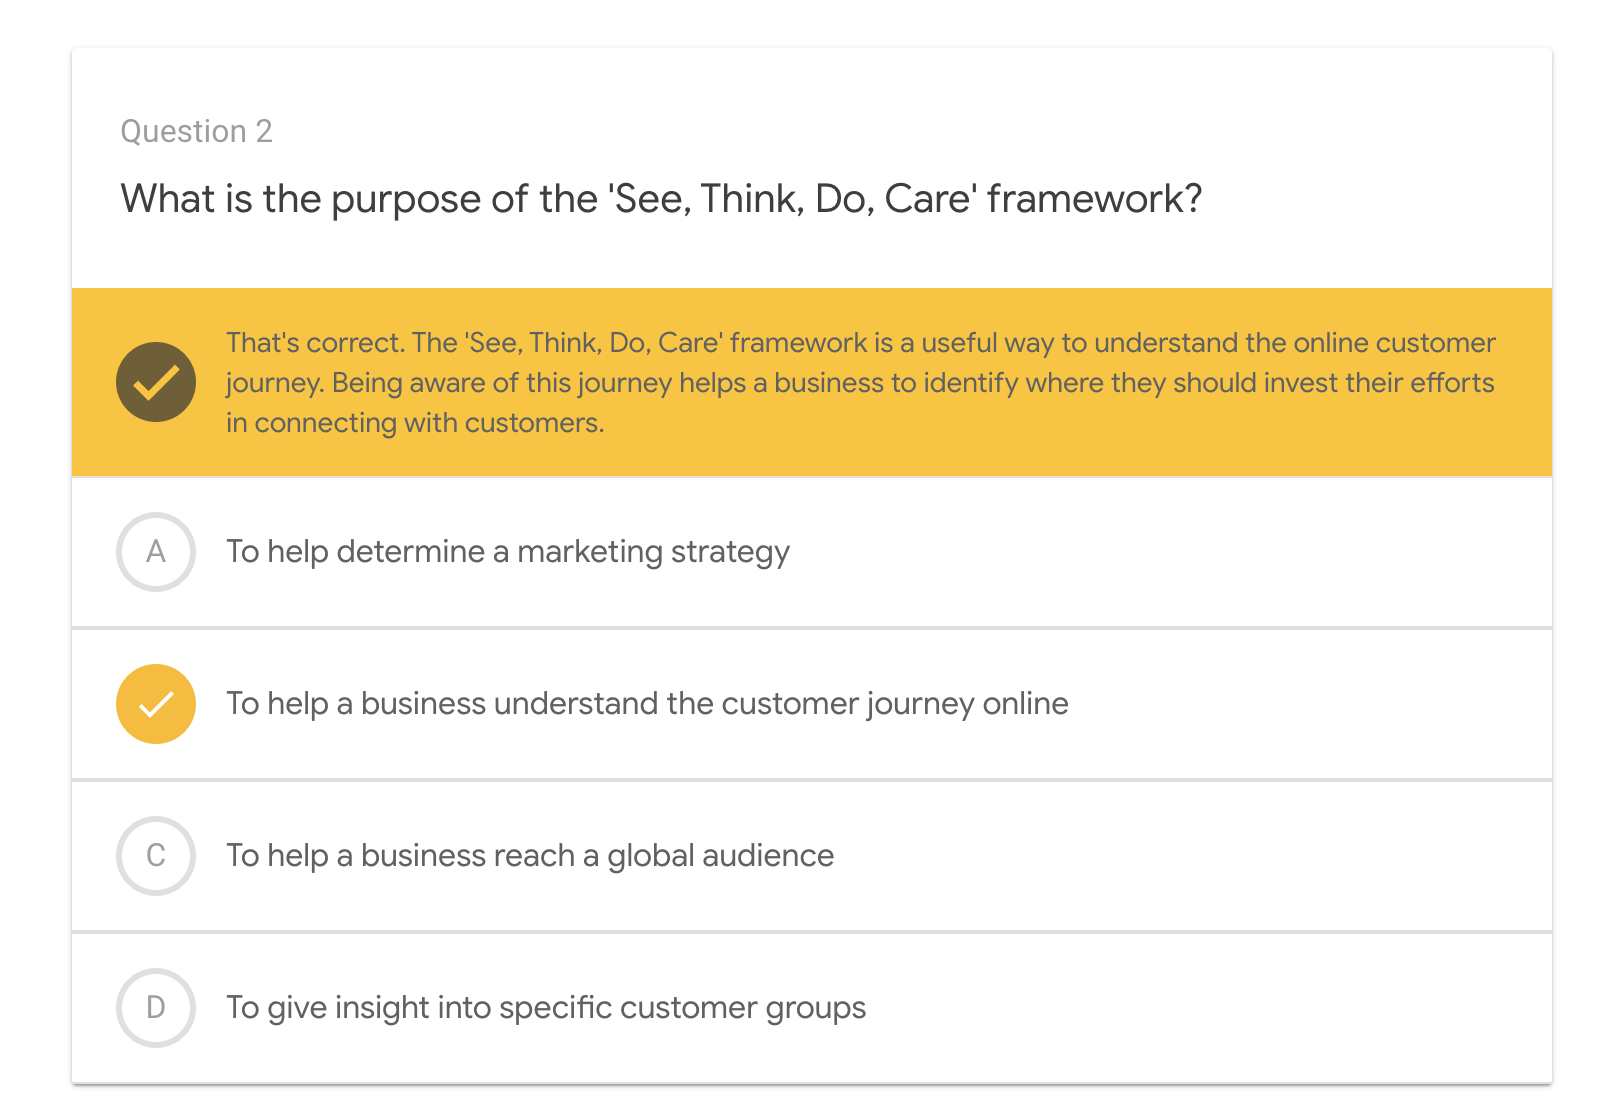 Question 2
What is the purpose of the 'See, Think, Do, Care' framework?
That's correct. The 'See, Think, Do, Care' framework is a useful way to understand the online customer
journey. Being aware of this journey helps a business to identify where they should invest their efforts
in connecting with customers.
A To help determine a marketing strategy
To help a business understand the customer journey online
C To help a business reach a global audience
D To give insight into specific customer groups